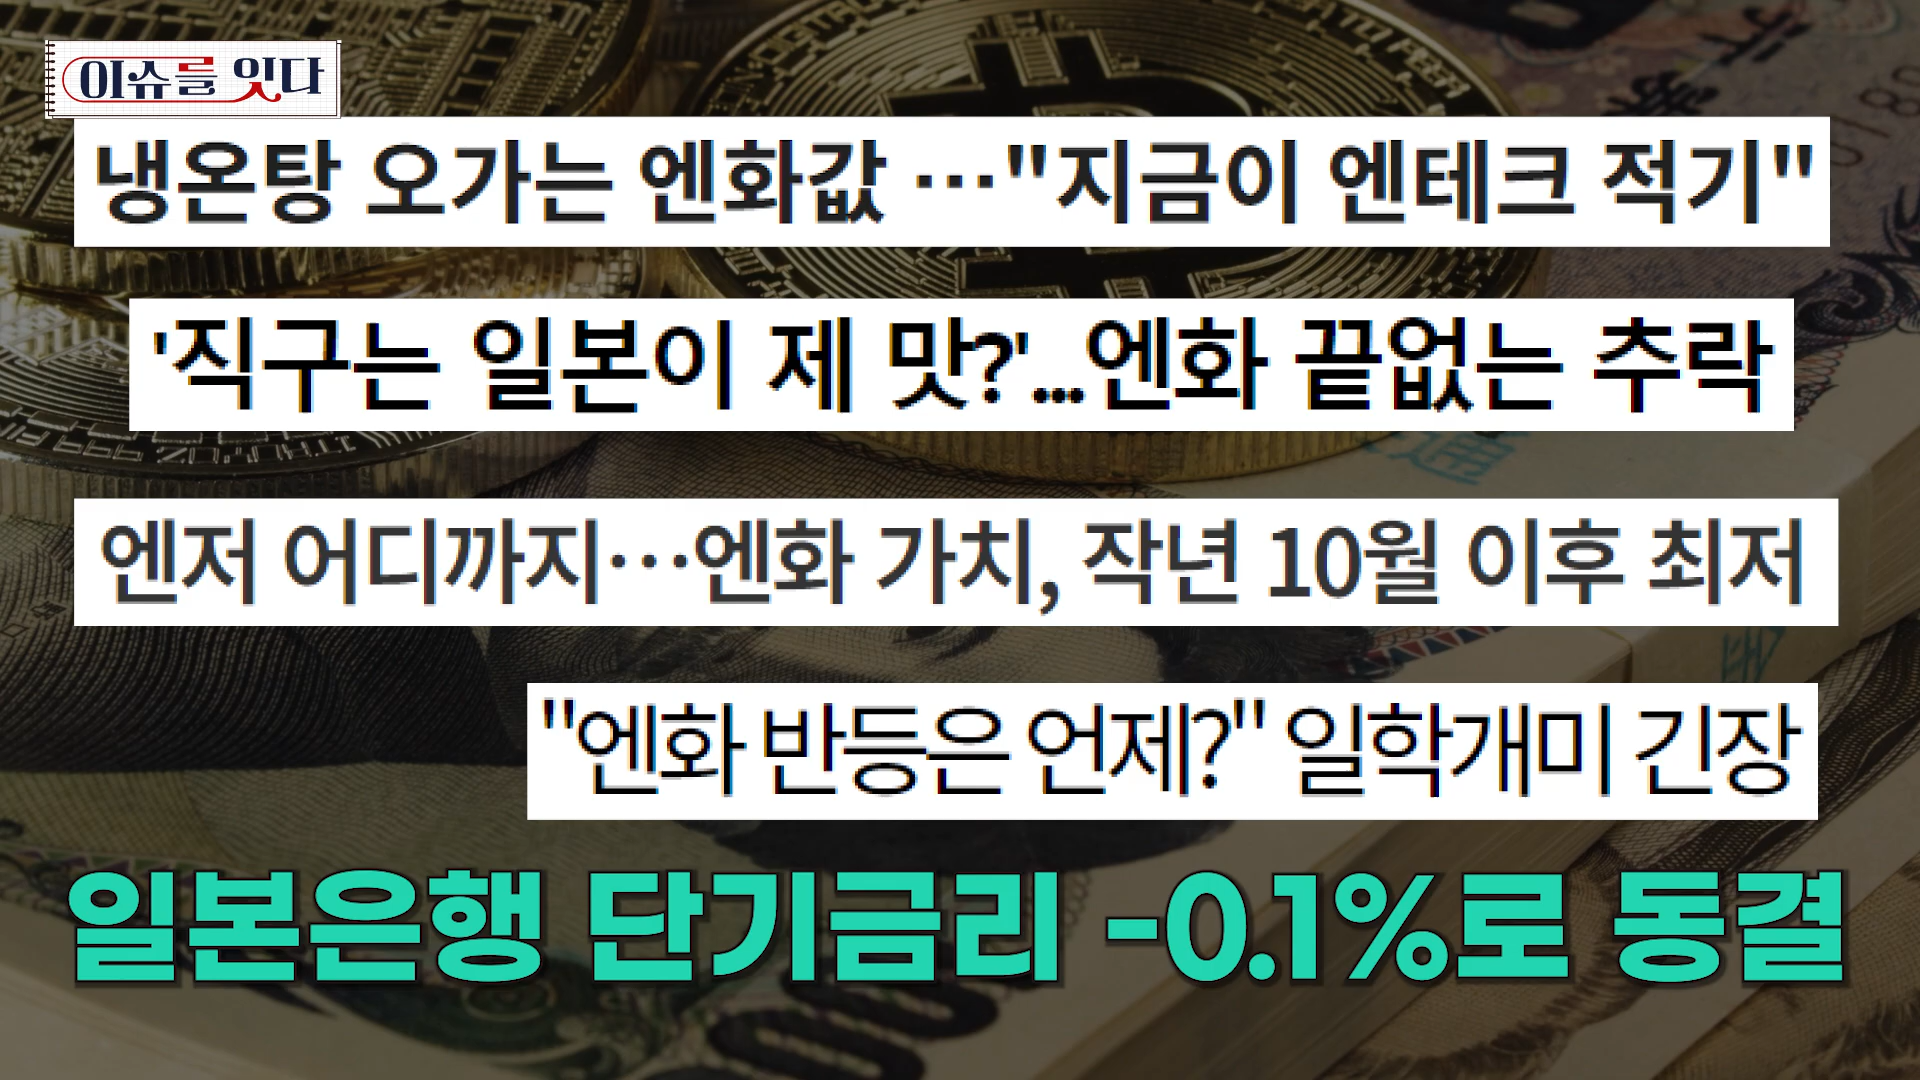 이슈를 잇다
냉온탕 오가는 엔화값 …"지금이 엔테크 적기"
'직구는 일본이 제 맛?'...엔화 끝없는 추락
엔저 어디까지…엔화 가치, 작년 10월 이후 최저
"엔화 반등은 언제?" 일학개미 긴장
일본은행 단기금리 -0.1%로 동결